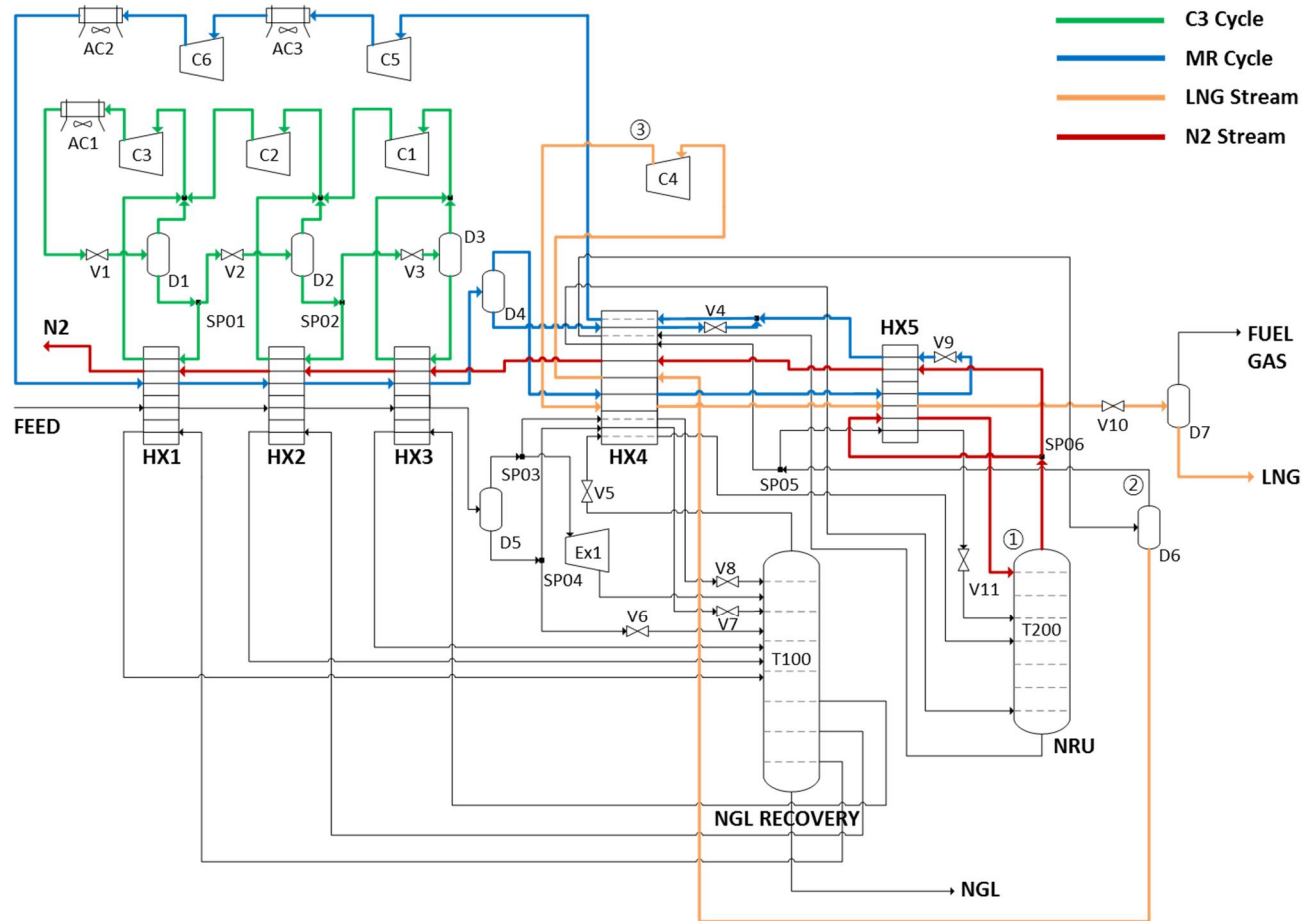 C3 Cycle
MR Cycle
LNG Stream
N2 Stream
AC2
C6
AC3
C5
AC1
C3
C2
C1
③
C4
V1
D1
V2
D2
V3
D3
SP01
SP02
D4
V4
HX5
V9
N2
FUEL
GAS
FEED
HX1
HX2
HX3
HX4
V10
D7
LNG
SP03
SP05
SP06
②
V5
D5
Ex1
SP04
①
D6
V8
V11
V6
V7
T100
T200
NRU
NGL RECOVERY
NGL